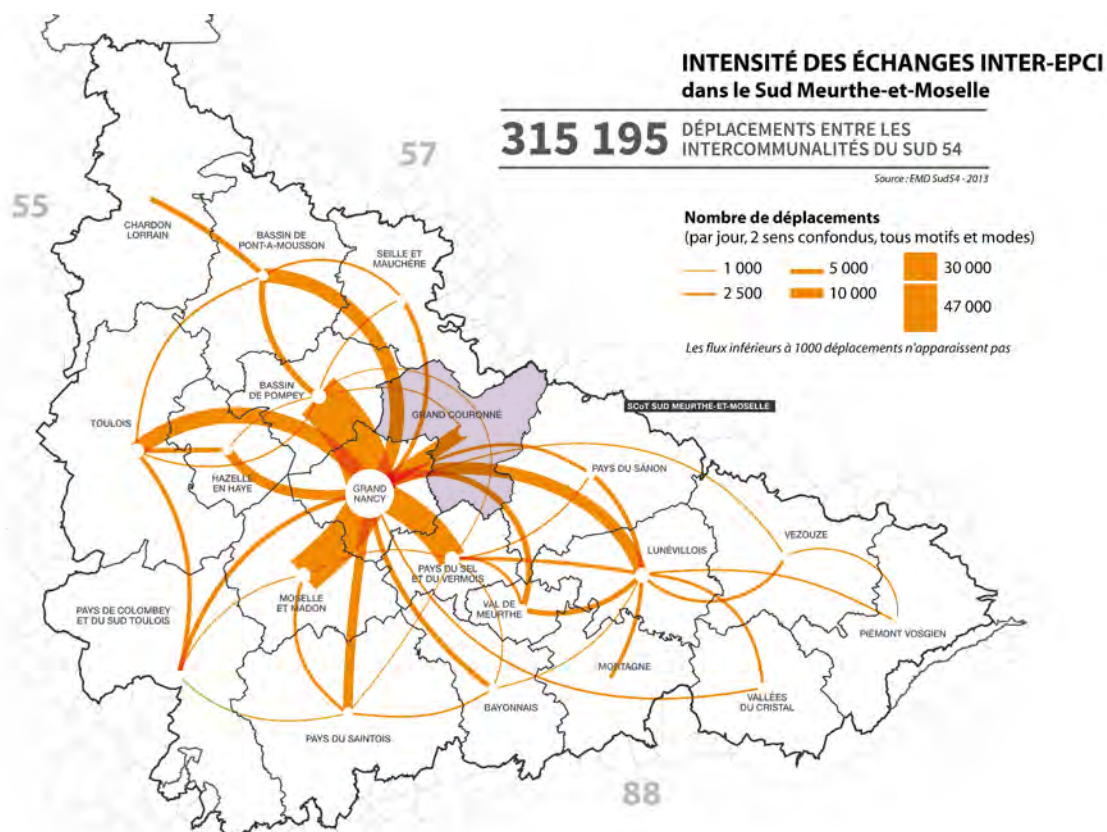 INTENSITÉ DES ÉCHANGES INTER-EPCI
dans le Sud Meurthe-et-Moselle
315 195
DÉPLACEMENTS ENTRE LES
INTERCOMMUNALITÉS DU SUD 54
Source : EMD Sud54 - 2013
Nombre de déplacements
(par jour, 2 sens confondus, tous motifs et modes)
1 000
2 500
5 000
10 000
30 000
47 000
Les flux inférieurs à 1000 déplacements n'apparaissent pas
57
55
CHARDON
LORRAIN
BASSIN DE
PONT-A-MOUSSON
SEILLE ET
MAUCHÈRE
BASSIN
DE POMPEY
GRAND COURONNÉ
SCoT SUD MEURTHE-ET-MOSELLE
TOULOIS
HAZELLE
EN HAYE
GRAND
NANCY
PAYS DU SÂNON
VEZOUZE
LUNÉVILLOIS
PAYS DU SEL
ET DU VERMOIS
MOSELLE
ET MADON
VAL DE
MEURTHE
PAYS DE COLOMBEY
ET DU SUD TOULOIS
PIÉMONT VOSGIEN
MORTAGNE
VALLÉES
DU CRISTAL
BAYONNAIS
PAYS DU SAINTOIS
88